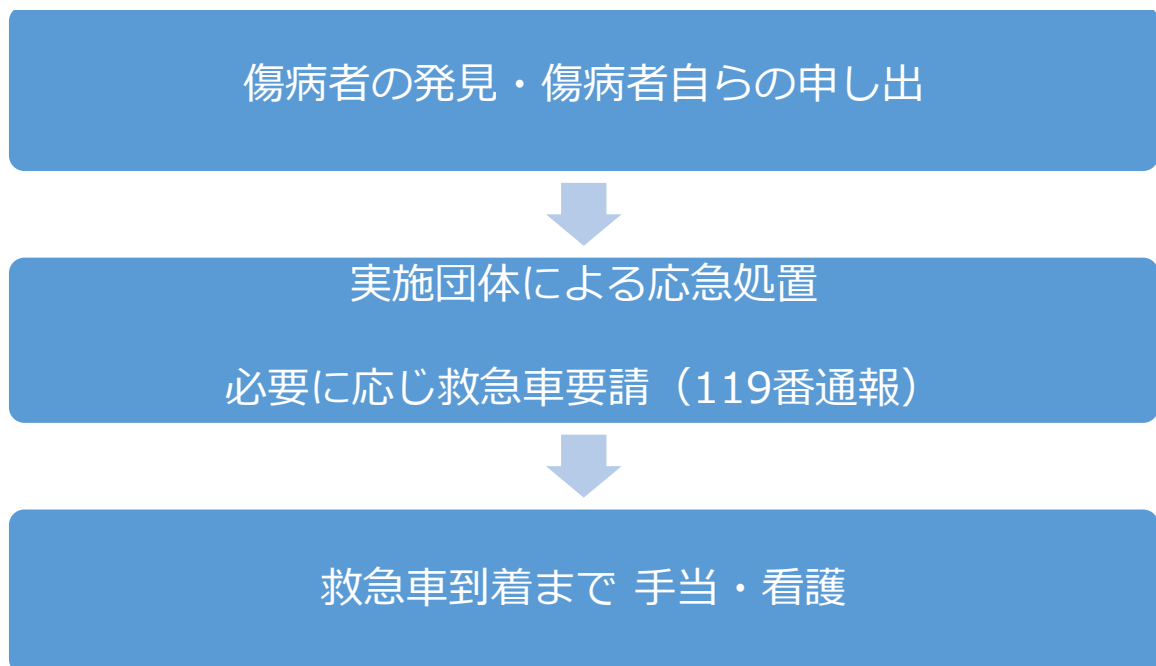 傷病者の発見・傷病者自らの申し出
実施団体による応急処置
必要に応じ救急車要請（119番通報）
救急車到着まで 手当・看護